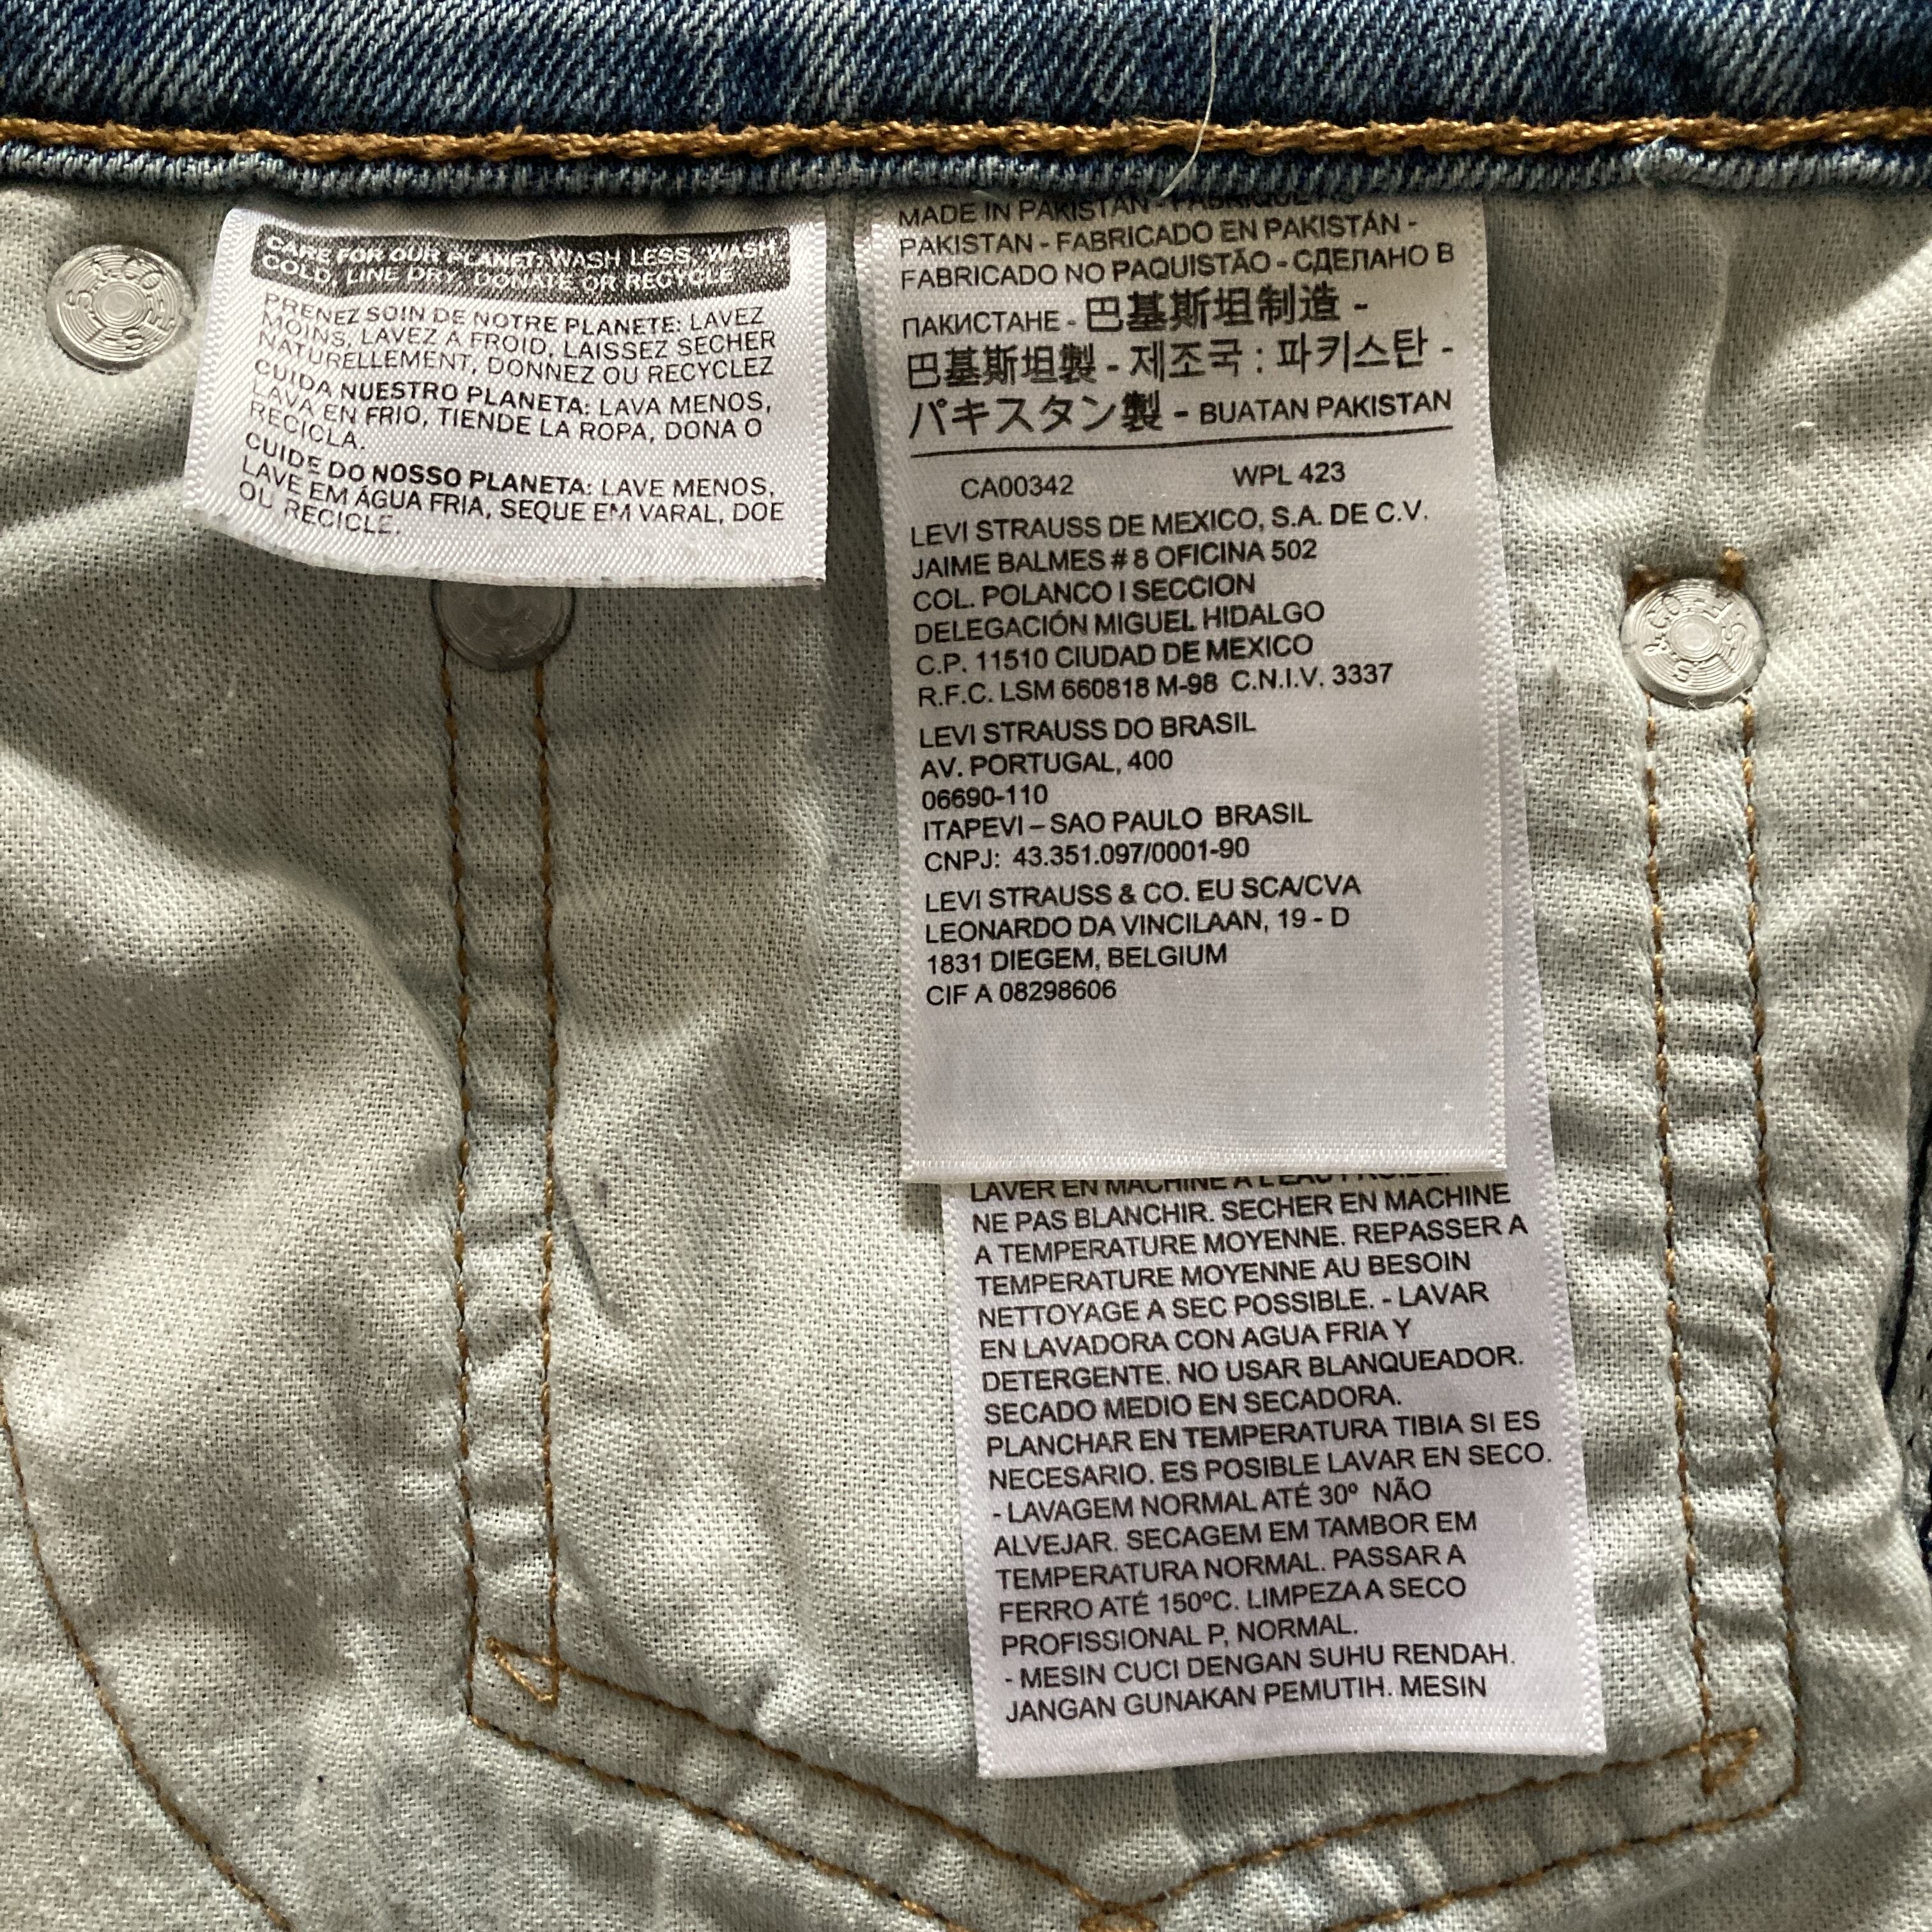 CARE FOR OUR PLANET: WASH LESS, WASH
COLD, LINE DRY, DONATE OR RECYCLE
PRENEZ SOIN DE NOTRE PLANETE: LAVEZ
MOINS, LAVEZ A FROID, LAISSEZ SECHER
NATURELLEMENT, DONNEZ OU RECYCLEZ
CUIDA NUESTRO PLANETA: LAVA MENOS,
LAVA EN FRIO, TIENDE LA ROPA, DONA O
RECICLA.
CUIDE DO NOSSO PLANETA: LAVE MENOS,
LAVE EM ÁGUA FRIA, SEQUE EM VARAL, DOE
OU RECICLE.
MADE IN PAKISTAN - FABRIQUE AU
PAKISTAN - FABRICADO EN PAKISTÁN -
FABRICADO NO PAQUISTÃO - СДЕЛАНО В
ПАКИСТАНЕ - 巴基斯坦制造 -
巴基斯坦製 - 제조국 : 파키스탄 -
パキスタン製 - BUATAN PAKISTAN
CA00342 WPL 423
LEVI STRAUSS DE MEXICO, S.A. DE C.V.
JAIME BALMES # 8 OFICINA 502
COL. POLANCO I SECCION
DELEGACIÓN MIGUEL HIDALGO
C.P. 11510 CIUDAD DE MEXICO
R.F.C. LSM 660818 M-98 C.N.I.V. 3337
LEVI STRAUSS DO BRASIL
AV. PORTUGAL, 400
06690-110
ITAPEVI – SAO PAULO BRASIL
CNPJ: 43.351.097/0001-90
LEVI STRAUSS & CO. EU SCA/CVA
LEONARDO DA VINCILAAN, 19 - D
1831 DIEGEM, BELGIUM
CIF A 08298606
LAVER EN MACHINE A L'EAU FROIDE.
NE PAS BLANCHIR. SECHER EN MACHINE
A TEMPERATURE MOYENNE. REPASSER A
TEMPERATURE MOYENNE AU BESOIN
NETTOYAGE A SEC POSSIBLE. - LAVAR
EN LAVADORA CON AGUA FRIA Y
DETERGENTE. NO USAR BLANQUEADOR.
SECADO MEDIO EN SECADORA.
PLANCHAR EN TEMPERATURA TIBIA SI ES
NECESARIO. ES POSIBLE LAVAR EN SECO.
- LAVAGEM NORMAL ATÉ 30º NÃO
ALVEJAR. SECAGEM EM TAMBOR EM
TEMPERATURA NORMAL. PASSAR A
FERRO ATÉ 150ºC. LIMPEZA A SECO
PROFISSIONAL P, NORMAL.
- MESIN CUCI DENGAN SUHU RENDAH.
JANGAN GUNAKAN PEMUTIH. MESIN